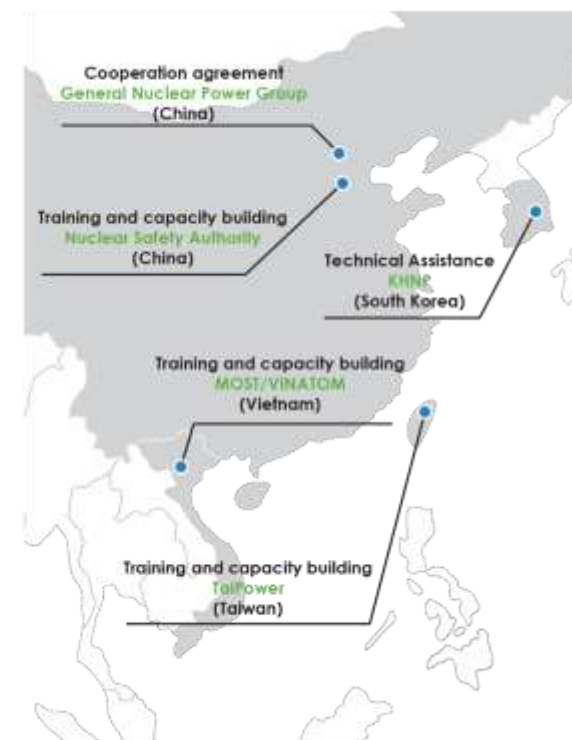 Cooperation agreement
General Nuclear Power Group
(China)
Training and capacity building
Nuclear Safety Authority
(China)
Technical Assistance
KHNP
(South Korea)
Training and capacity building
MOST/VINATOM
(Vietnam)
Training and capacity building
TaiPower
(Taiwan)